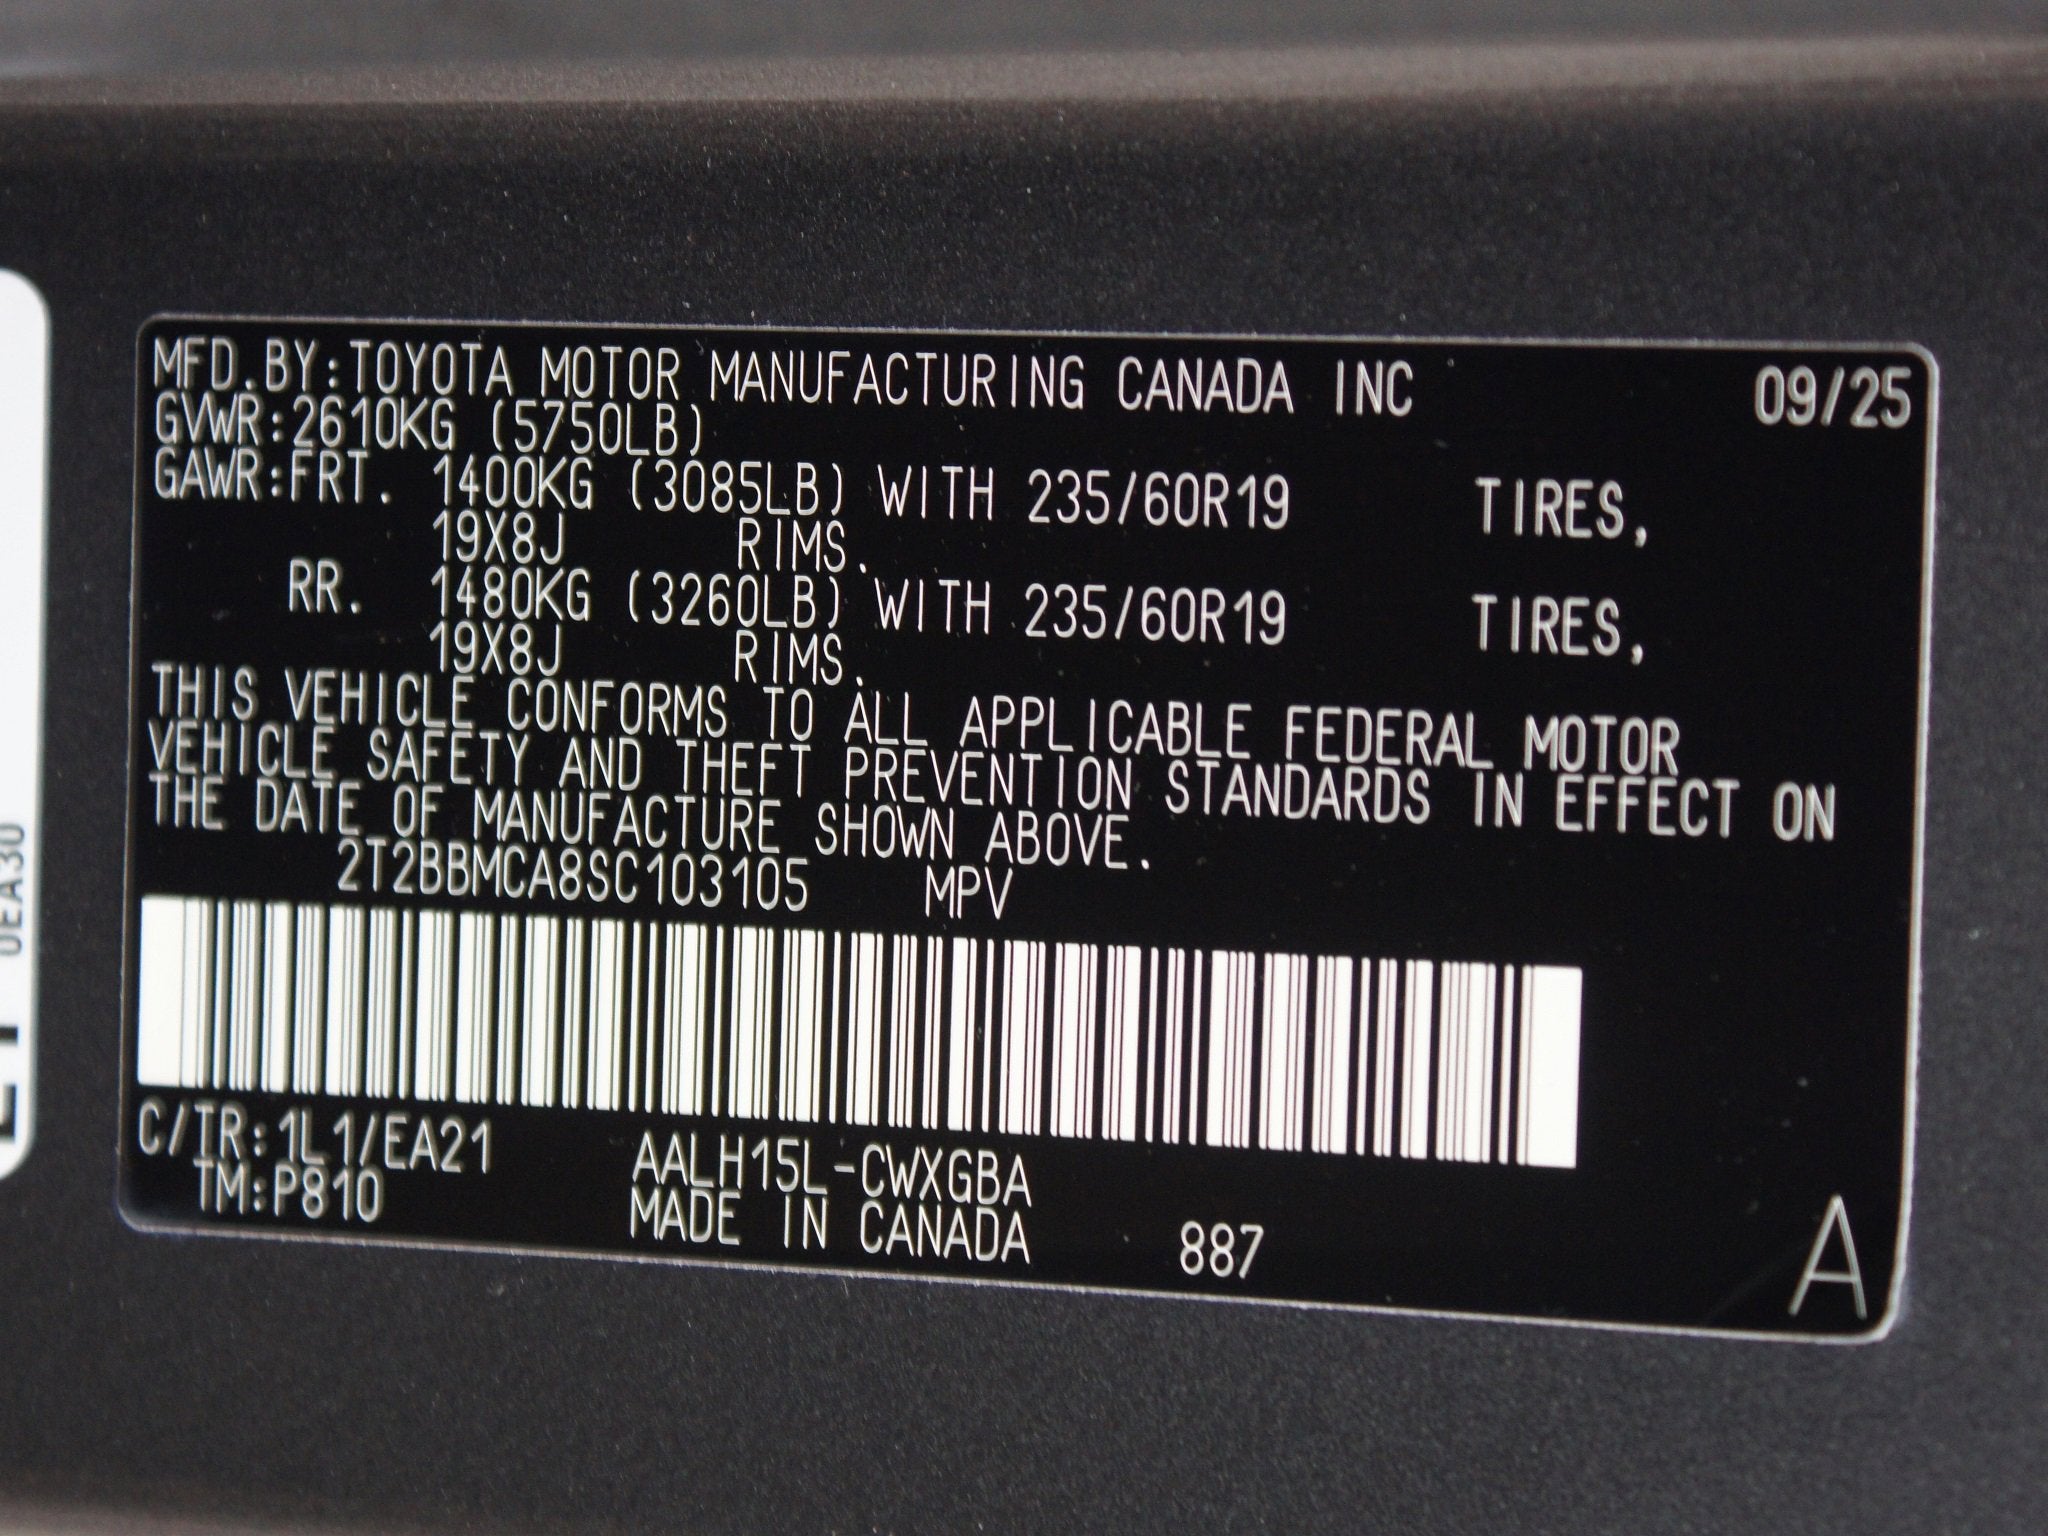 MFD.BY:TOYOTA MOTOR MANUFACTURING CANADA INC 09/25
GVWR:2610KG (5750LB)
GAWR:FRT. 1400KG (3085LB) WITH 235/60R19 TIRES,
19X8J RIMS.
RR. 1480KG (3260LB) WITH 235/60R19 TIRES,
19X8J RIMS.
THIS VEHICLE CONFORMS TO ALL APPLICABLE FEDERAL MOTOR
VEHICLE SAFETY AND THEFT PREVENTION STANDARDS IN EFFECT ON
THE DATE OF MANUFACTURE SHOWN ABOVE.
2T2BBMCA8SC103105 MPV
C/TR:1L1/EA21 AALH15L-CWXGBA
TM:P810 MADE IN CANADA 887
A
0EA30